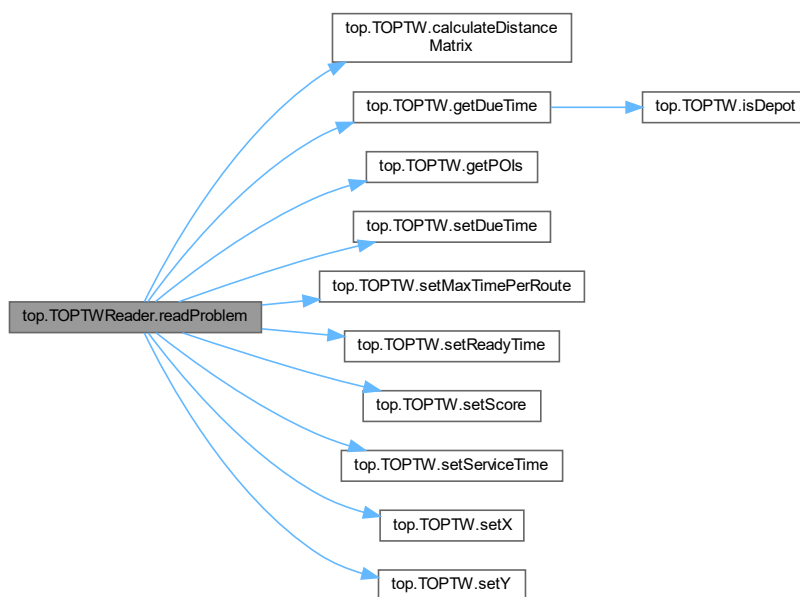 top.TOPTW.calculateDistance
Matrix
top.TOPTW.getDueTime
top.TOPTW.isDepot
top.TOPTW.getPOIs
top.TOPTW.setDueTime
top.TOPTW.setMaxTimePerRoute
top.TOPTWReader.readProblem
top.TOPTW.setReadyTime
top.TOPTW.setScore
top.TOPTW.setServiceTime
top.TOPTW.setX
top.TOPTW.setY